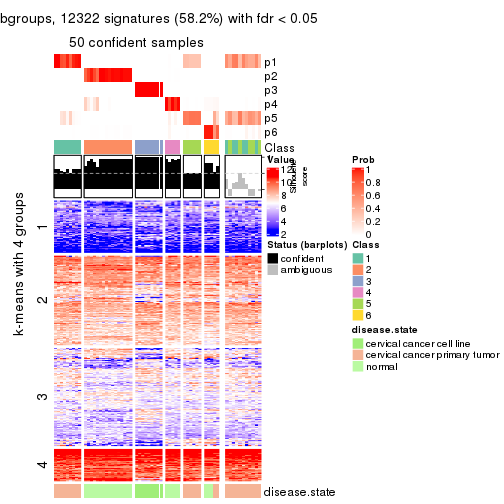 bgroups, 12322 signatures (58.2%) with fdr < 0.05
50 confident samples
p1
p2
p3
p4
p5
p6
Class
k-means with 4 groups
1
2
3
4
disease.state
Value
12
8
6
4
2
score
Status (barplots)
confident
ambiguous
Prob
1
0.8
0.6
0.4
0.2
0
Class
1
2
3
4
5
6
disease.state
cervical cancer cell line
cervical cancer primary tumor
normal